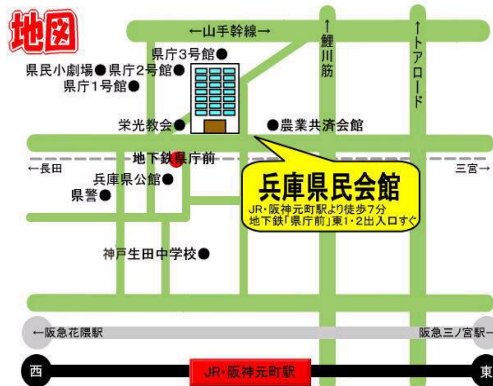 地図
←山手幹線→
←鯉川筋
←トアロード
県庁3号館●
県民小劇場●県庁2号館●
県庁1号館●
栄光教会●
●農業共済会館
地下鉄県庁前
←長田
三宮→
兵庫県公館●
県警●
兵庫県民会館
JR・阪神元町駅より徒歩7分
地下鉄「県庁前」東1・2出入口すぐ
神戸生田中学校●
←阪急花隈駅
阪急三ノ宮駅→
西
JR・阪神元町駅
東